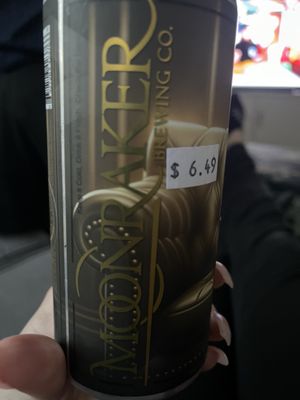 MOONRAKER
BREWING CO.
$ 6.49